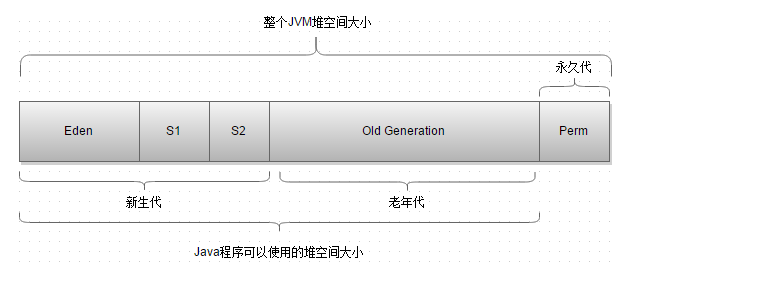 整个JVM堆空间大小
永久代
Eden S1 S2 Old Generation Perm
新生代 老年代
Java程序可以使用的堆空间大小